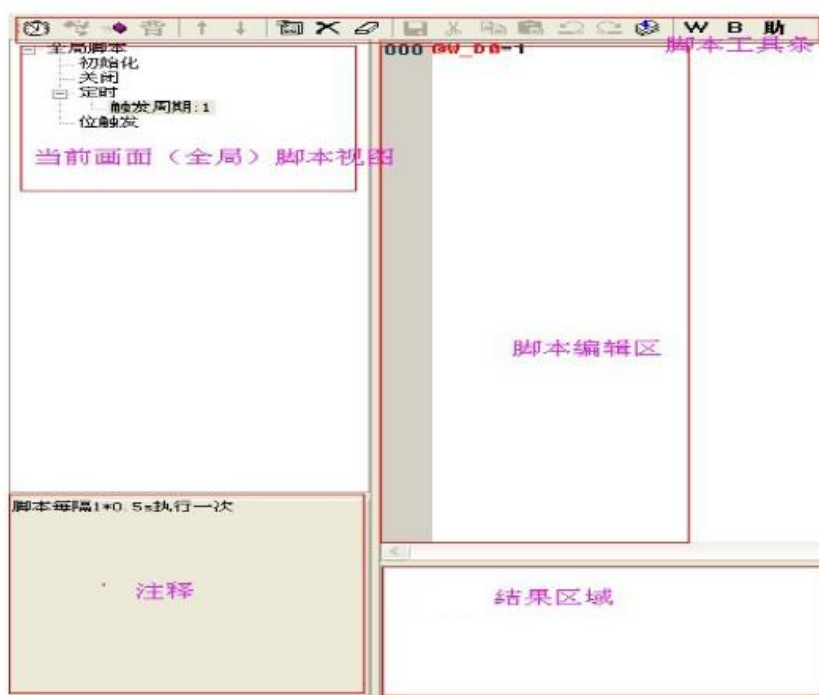 背 W B 助
脚本工具条
全局脚本
初始化
关闭
定时
触发周期:1
位触发
当前画面（全局）脚本视图
000 @W_D0=1
脚本编辑区
脚本每隔1*0.5s执行一次
注释
结果区域